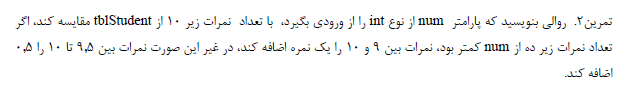 تمرین۲. روالی بنویسید که پارامتر num از نوع int را از ورودی بگیرد، با تعداد نمرات زیر ۱۰ از tblStudent مقایسه کند، اگر
تعداد نمرات زیر ده از num کمتر بود، نمرات بین ۹ و ۱۰ را یک نمره اضافه کند، در غیر این صورت نمرات بین ۹٫۵ تا ۱۰ را ۰٫۵
اضافه کند.